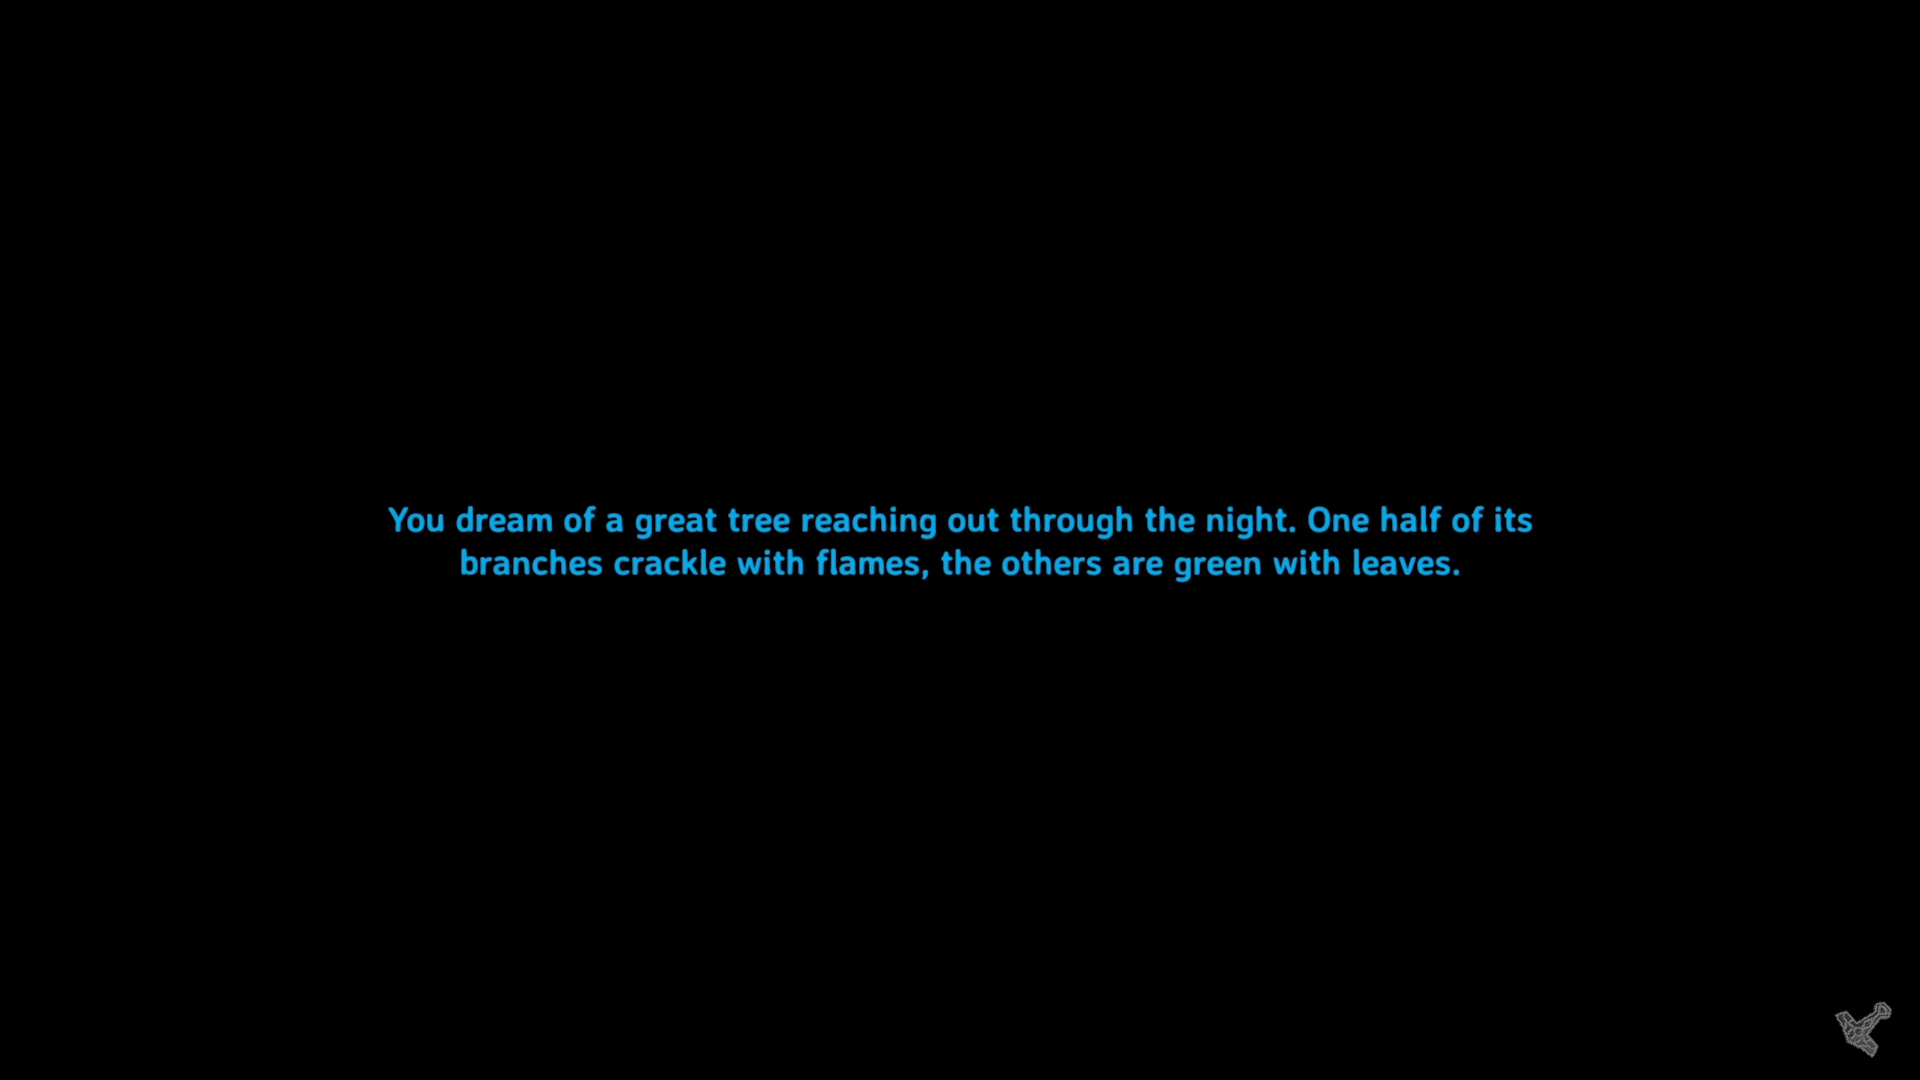 You dream of a great tree reaching out through the night. One half of its
branches crackle with flames, the others are green with leaves.